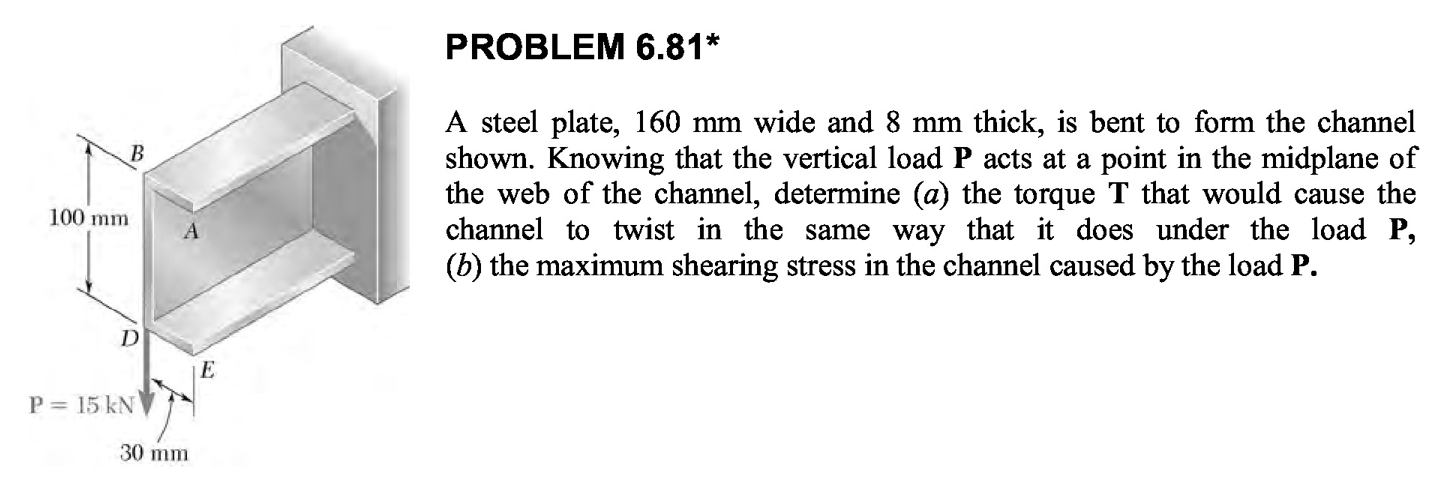 PROBLEM 6.81*
A steel plate, 160 mm wide and 8 mm thick, is bent to form the channel
shown. Knowing that the vertical load P acts at a point in the midplane of
the web of the channel, determine (a) the torque T that would cause the
channel to twist in the same way that it does under the load P,
(b) the maximum shearing stress in the channel caused by the load P.
B
100 mm
A
D
E
P = 15 kN
30 mm